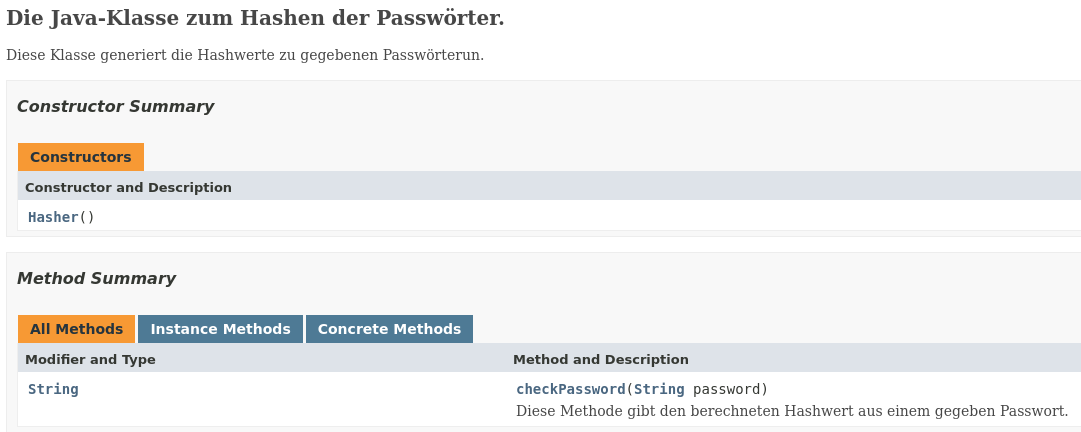 Die Java-Klasse zum Hashen der Passwörter.
Diese Klasse generiert die Hashwerte zu gegebenen Passwörterun.
Constructor Summary
Constructors
Constructor and Description
Hasher()
Method Summary
All Methods Instance Methods Concrete Methods
Modifier and Type Method and Description
String checkPassword(String password)
Diese Methode gibt den berechneten Hashwert aus einem gegeben Passwort.